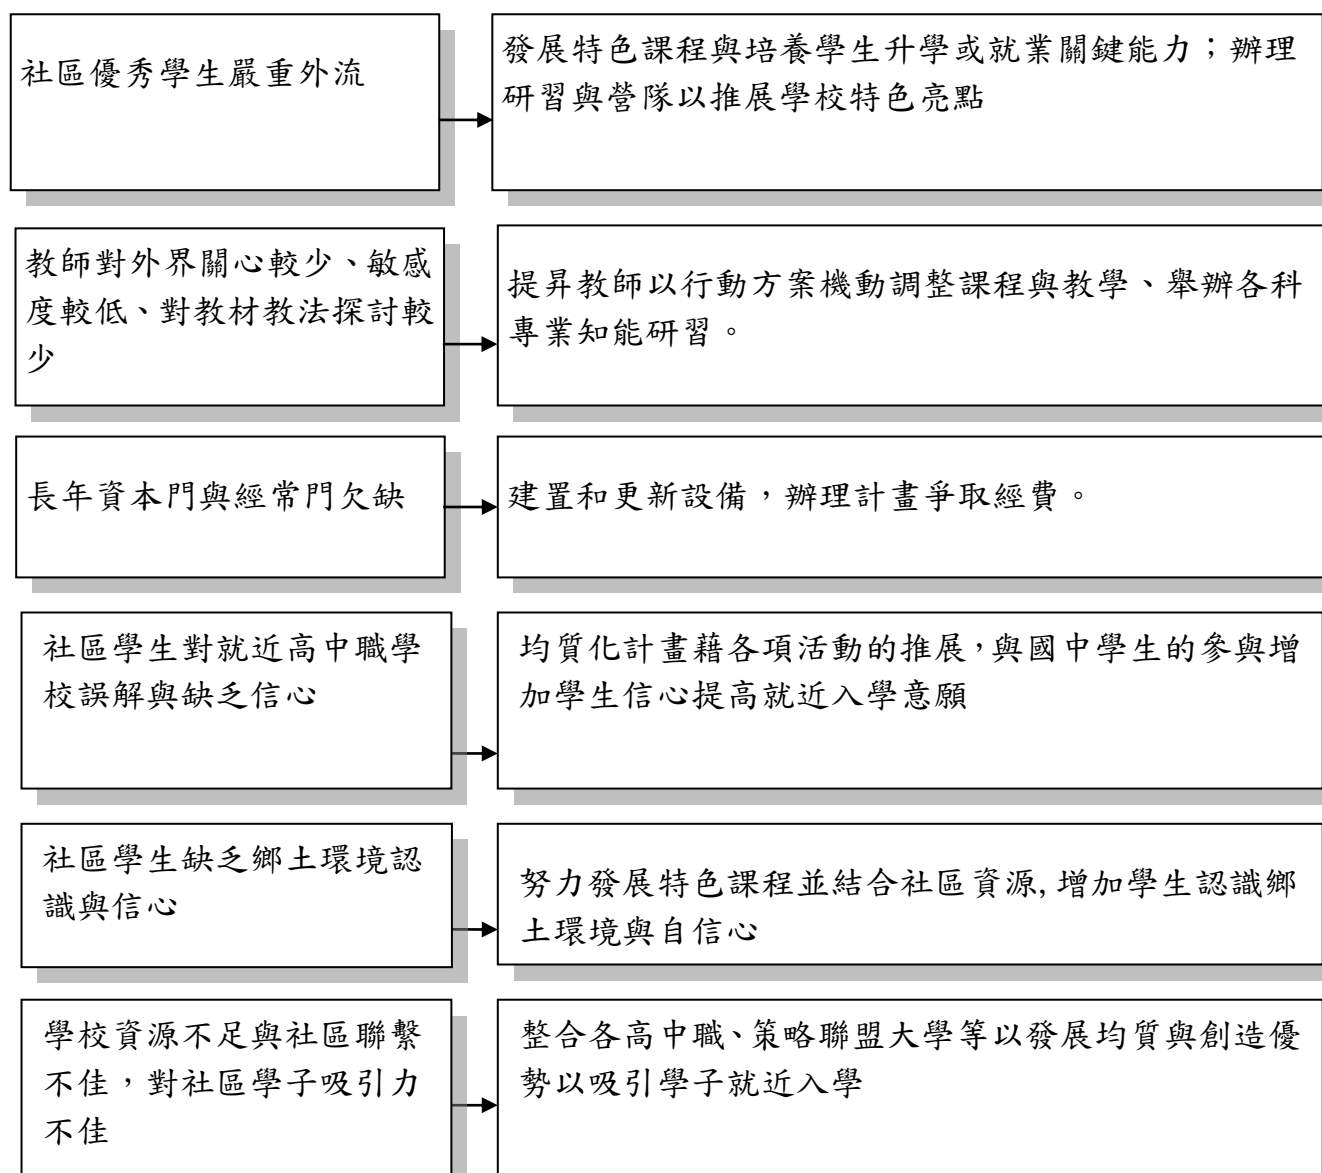 社區優秀學生嚴重外流
發展特色課程與培養學生升學或就業關鍵能力；辦理
研習與營隊以推展學校特色亮點
教師對外界關心較少、敏感
度較低、對教材教法探討較
少
提昇教師以行動方案機動調整課程與教學、舉辦各科
專業知能研習。
長年資本門與經常門欠缺
建置和更新設備，辦理計畫爭取經費。
社區學生對就近高中職學
校誤解與缺乏信心
均質化計畫藉各項活動的推展，與國中學生的參與增
加學生信心提高就近入學意願
社區學生缺乏鄉土環境認
識與信心
努力發展特色課程並結合社區資源,增加學生認識鄉
土環境與自信心
學校資源不足與社區聯繫
不佳，對社區學子吸引力
不佳
整合各高中職、策略聯盟大學等以發展均質與創造優
勢以吸引學子就近入學